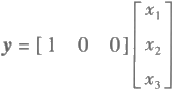 y = [ 1 0 0 ] [ x₁ x₂ x₃ ]